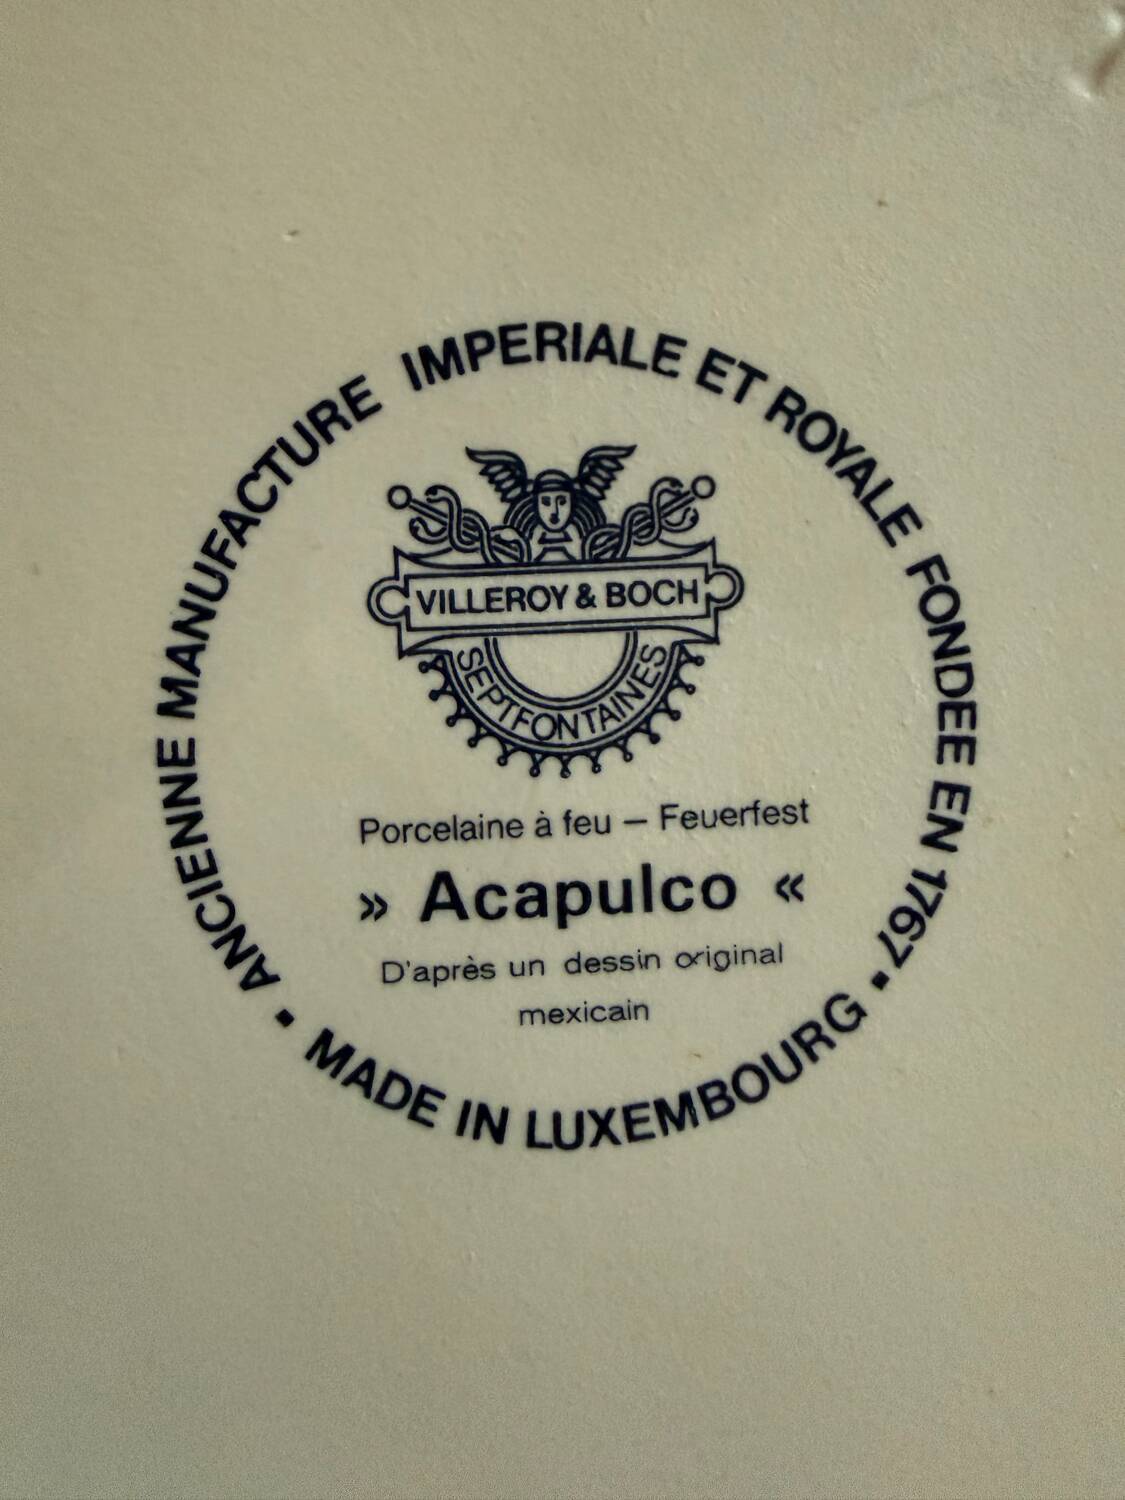 ANCIENNE MANUFACTURE IMPERIALE ET ROYALE FONDEE EN 1767 •
VILLEROY & BOCH
SEPTFONTAINES
Porcelaine à feu – Feuerfest
» Acapulco «
D'après un dessin original
mexicain
• MADE IN LUXEMBOURG